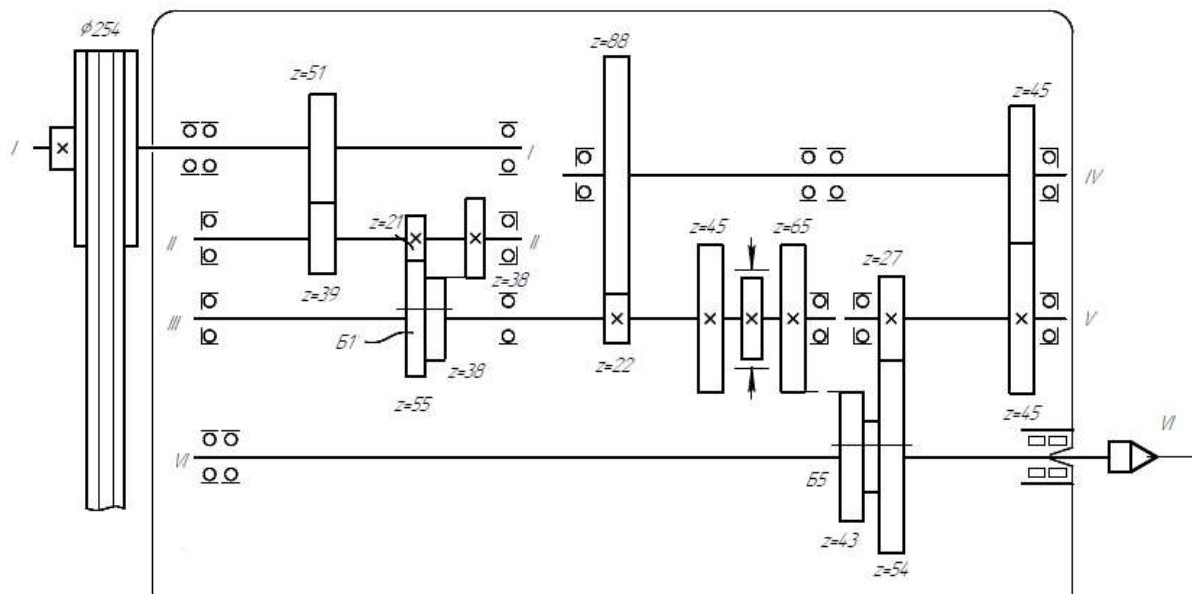 ϕ254
z=51
z=88
z=45
I
I
IV
II
z=21
II
z=45
z=65
z=27
z=39
z=38
III
Б1
V
z=38
z=22
z=55
z=45
VI
VI
Б5
z=43
z=54